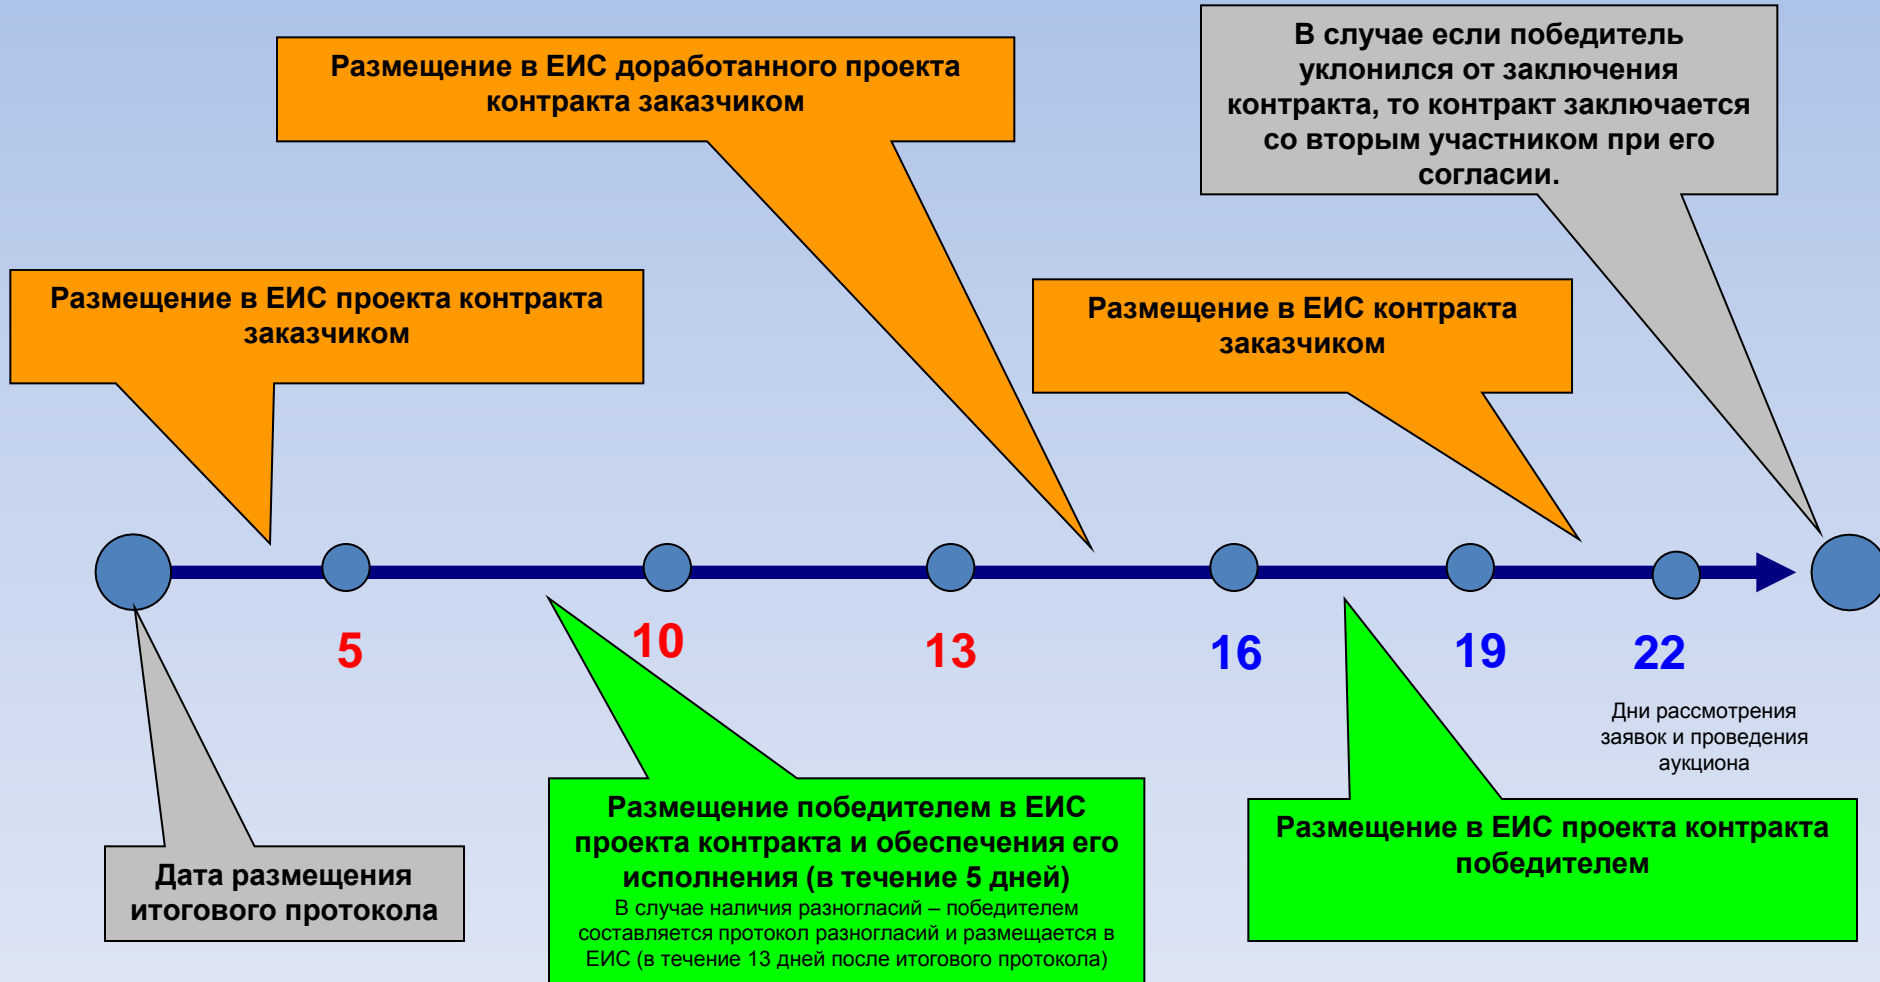 В случае если победитель
уклонился от заключения
контракта, то контракт заключается
со вторым участником при его
согласии.
Размещение в ЕИС доработанного проекта
контракта заказчиком
Размещение в ЕИС проекта контракта
заказчиком
Размещение в ЕИС контракта
заказчиком
5
10
13
16
19
22
Дни рассмотрения
заявок и проведения
аукциона
Дата размещения
итогового протокола
Размещение победителем в ЕИС
проекта контракта и обеспечения его
исполнения (в течение 5 дней)
В случае наличия разногласий – победителем
составляется протокол разногласий и размещается в
ЕИС (в течение 13 дней после итогового протокола)
Размещение в ЕИС проекта контракта
победителем